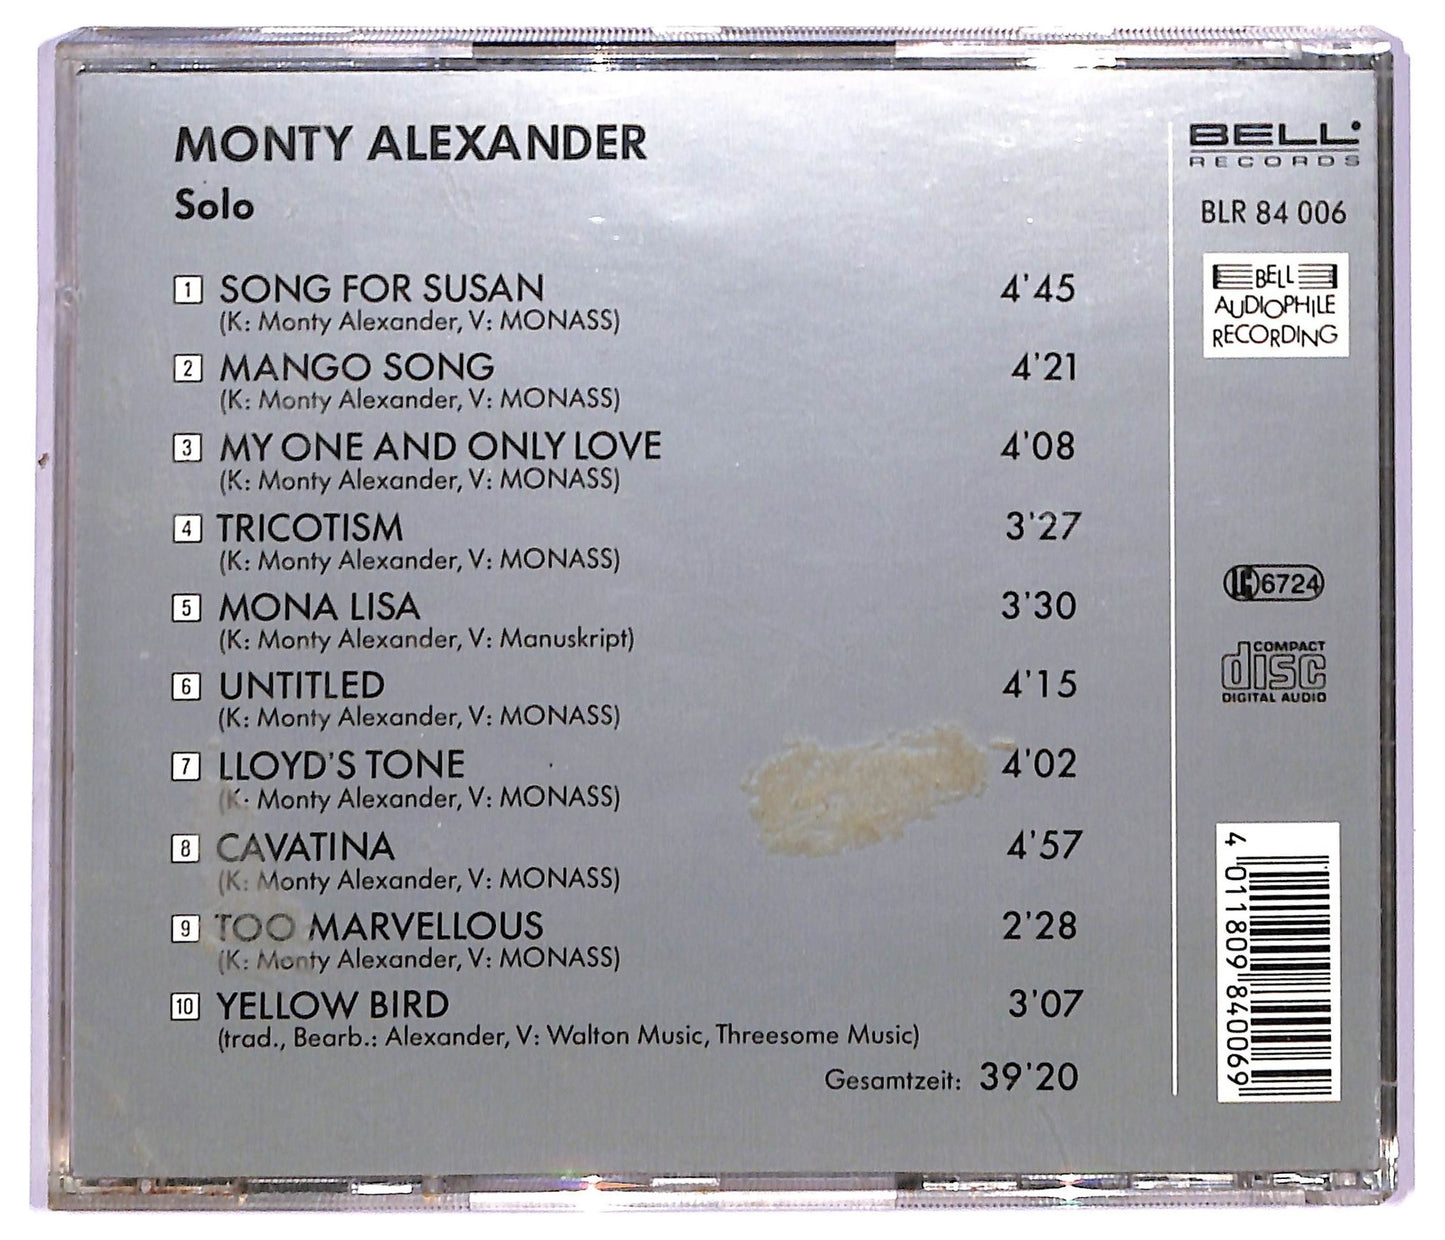 MONTY ALEXANDER
Solo
1 SONG FOR SUSAN 4'45
(K: Monty Alexander, V: MONASS)
2 MANGO SONG 4'21
(K: Monty Alexander, V: MONASS)
3 MY ONE AND ONLY LOVE 4'08
(K: Monty Alexander, V: MONASS)
4 TRICOTISM 3'27
(K: Monty Alexander, V: MONASS)
5 MONA LISA 3'30
(K: Monty Alexander, V: Manuskript)
6 UNTITLED 4'15
(K: Monty Alexander, V: MONASS)
7 LLOYD'S TONE 4'02
(K: Monty Alexander, V: MONASS)
8 CAVATINA 4'57
(K: Monty Alexander, V: MONASS)
9 TOO MARVELLOUS 2'28
(K: Monty Alexander, V: MONASS)
10 YELLOW BIRD 3'07
(trad., Bearb.: Alexander, V: Walton Music, Threesome Music)
Gesamtzeit: 39'20
BELL
RECORDS
BLR 84 006
BELL
AUDIOPHILE
RECORDING
LC 6724
COMPACT
disc
DIGITAL AUDIO
4 011809 840069